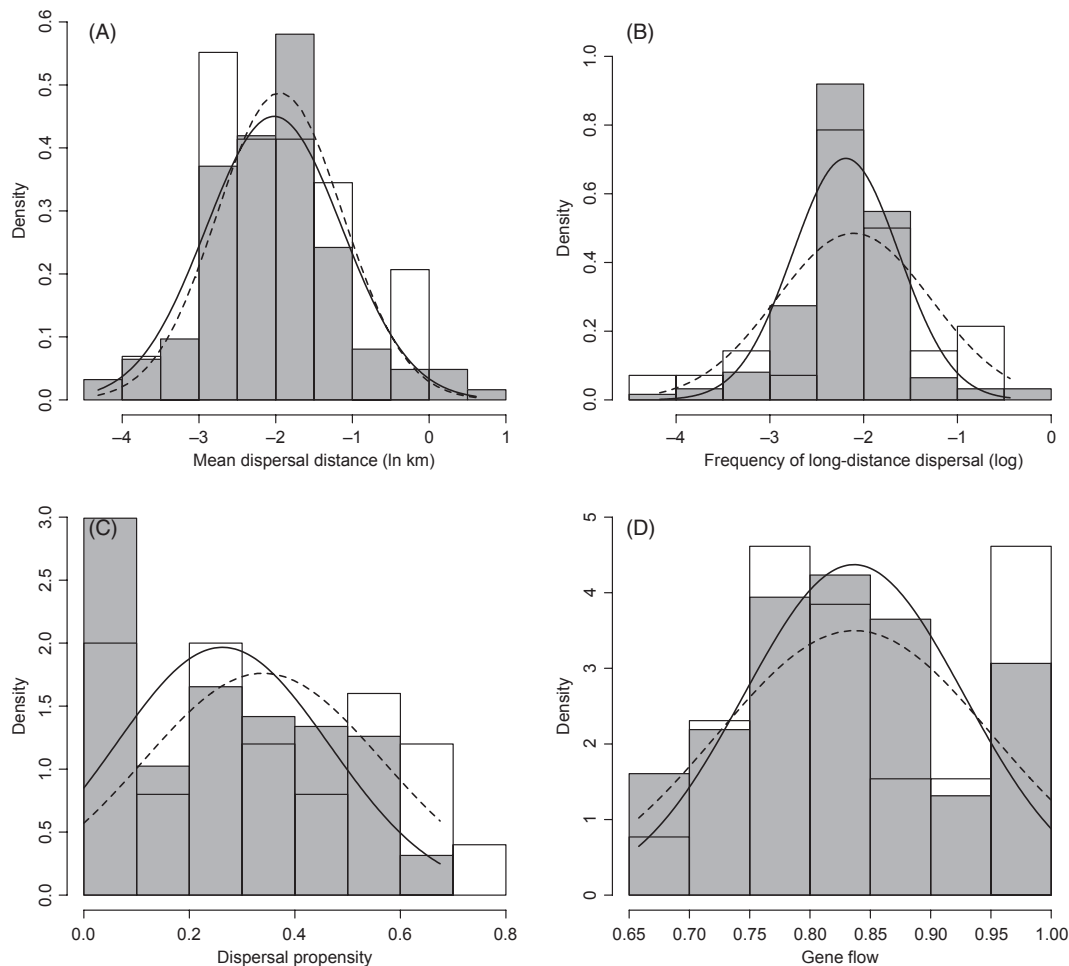 (A)
Density
0.0 0.1 0.2 0.3 0.4 0.5 0.6
–4 –3 –2 –1 0 1
Mean dispersal distance (ln km)
(B)
Density
0.0 0.2 0.4 0.6 0.8 1.0
–4 –3 –2 –1 0
Frequency of long-distance dispersal (log)
(C)
Density
0.0 0.5 1.0 1.5 2.0 2.5 3.0
0.0 0.2 0.4 0.6 0.8
Dispersal propensity
(D)
Density
0 1 2 3 4 5
0.65 0.70 0.75 0.80 0.85 0.90 0.95 1.00
Gene flow